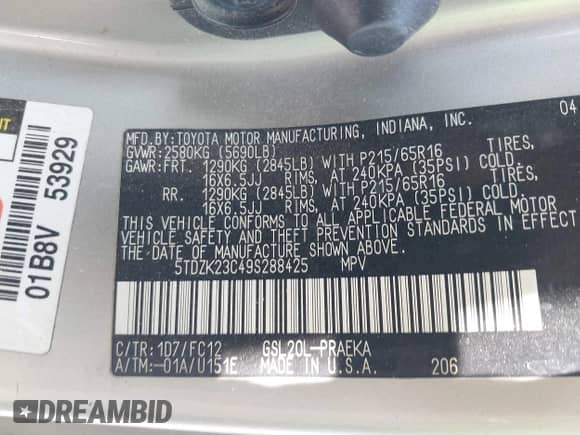 04
MFD.BY:TOYOTA MOTOR MANUFACTURING, INDIANA, INC.
GVWR:2580KG (5690LB)
GAWR:FRT. 1290KG (2845LB) WITH P215/65R16 TIRES,
16X6.5JJ RIMS, AT 240KPA (35PSI) COLD.
RR. 1290KG (2845LB) WITH P215/65R16 TIRES,
16X6.5JJ RIMS, AT 240KPA (35PSI) COLD.
THIS VEHICLE CONFORMS TO ALL APPLICABLE FEDERAL MOTOR
VEHICLE SAFETY AND THEFT PREVENTION STANDARDS IN EFFECT
ON THE DATE OF MANUFACTURE SHOWN ABOVE.
5TDZK23C49S288425 MPV
C/TR:1D7/FC12 GSL20L-PRAEKA
A/TM:-01A/U151E MADE IN U.S.A. 206
01B8V 53929
DREAMBID